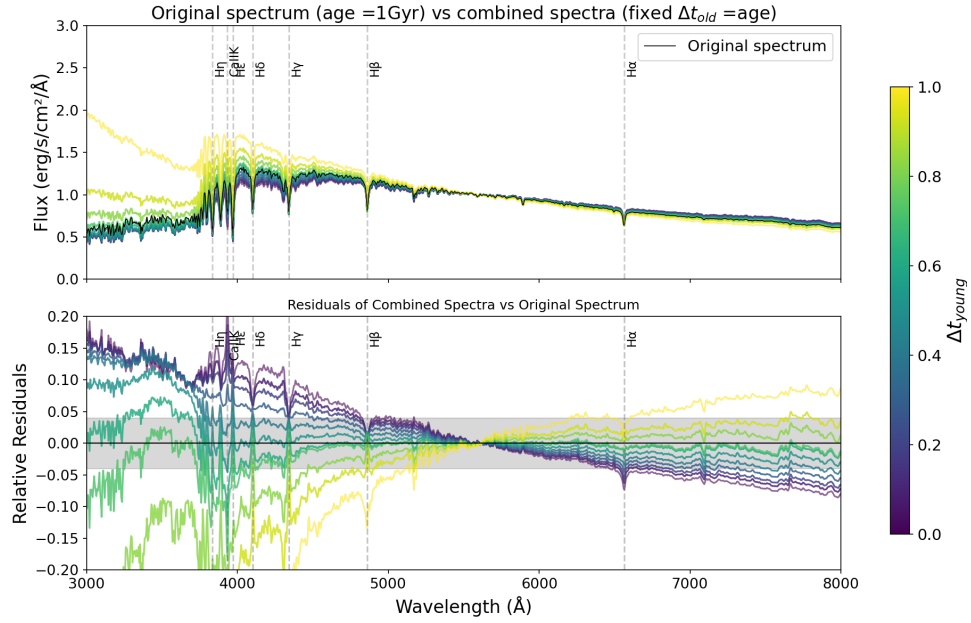 Original spectrum (age =1Gyr) vs combined spectra (fixed Δt_old =age)
3.0
2.5
2.0
1.5
1.0
0.5
0.0
Flux (erg/s/cm²/Å)
Hη
CaIIK
Hε
Hδ
Hγ
Hβ
Hα
Original spectrum
Residuals of Combined Spectra vs Original Spectrum
0.20
0.15
0.10
0.05
0.00
−0.05
−0.10
−0.15
−0.20
Relative Residuals
Hη
CaIIK
Hε
Hδ
Hγ
Hβ
Hα
3000
4000
5000
6000
7000
8000
Wavelength (Å)
1.0
0.8
0.6
0.4
0.2
0.0
Δt_young